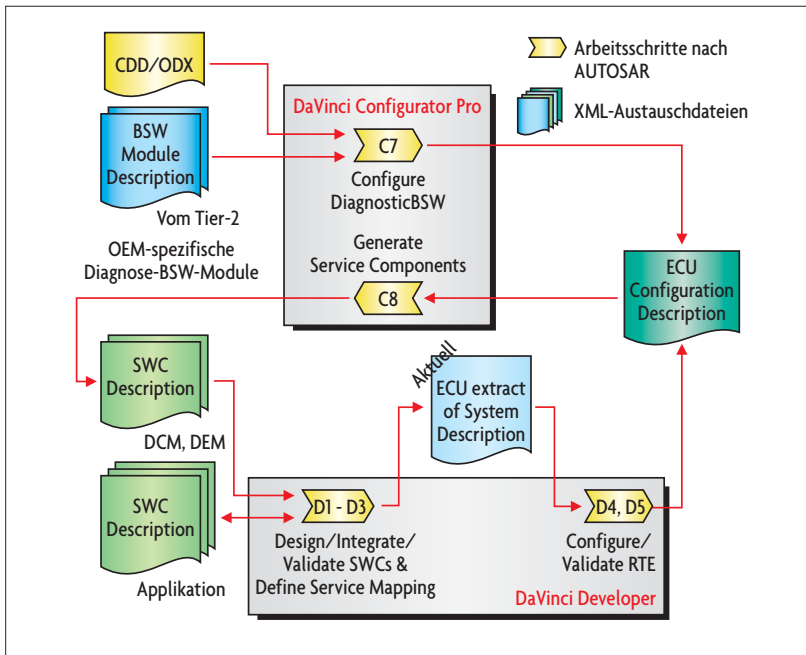 CDD/ODX
Arbeitsschritte nach
AUTOSAR
XML-Austauschdateien
DaVinci Configurator Pro
BSW
Module
Description
C7
Configure
DiagnosticBSW
Vom Tier-2
OEM-spezifische
Diagnose-BSW-Module
Generate
Service Components
C8
ECU
Configuration
Description
SWC
Description
DCM, DEM
Aktuell
ECU extract
of System
Description
SWC
Description
Applikation
D1 - D3
Design/Integrate/
Validate SWCs &
Define Service Mapping
D4, D5
Configure/
Validate RTE
DaVinci Developer